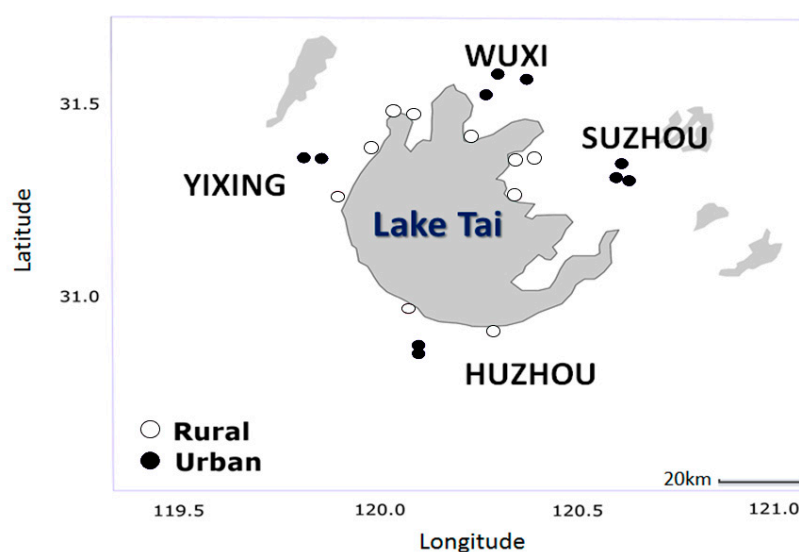 WUXI
31.5
SUZHOU
YIXING
Lake Tai
Latitude
31.0
HUZHOU
Rural
Urban
20km
119.5
120.0
120.5
121.0
Longitude